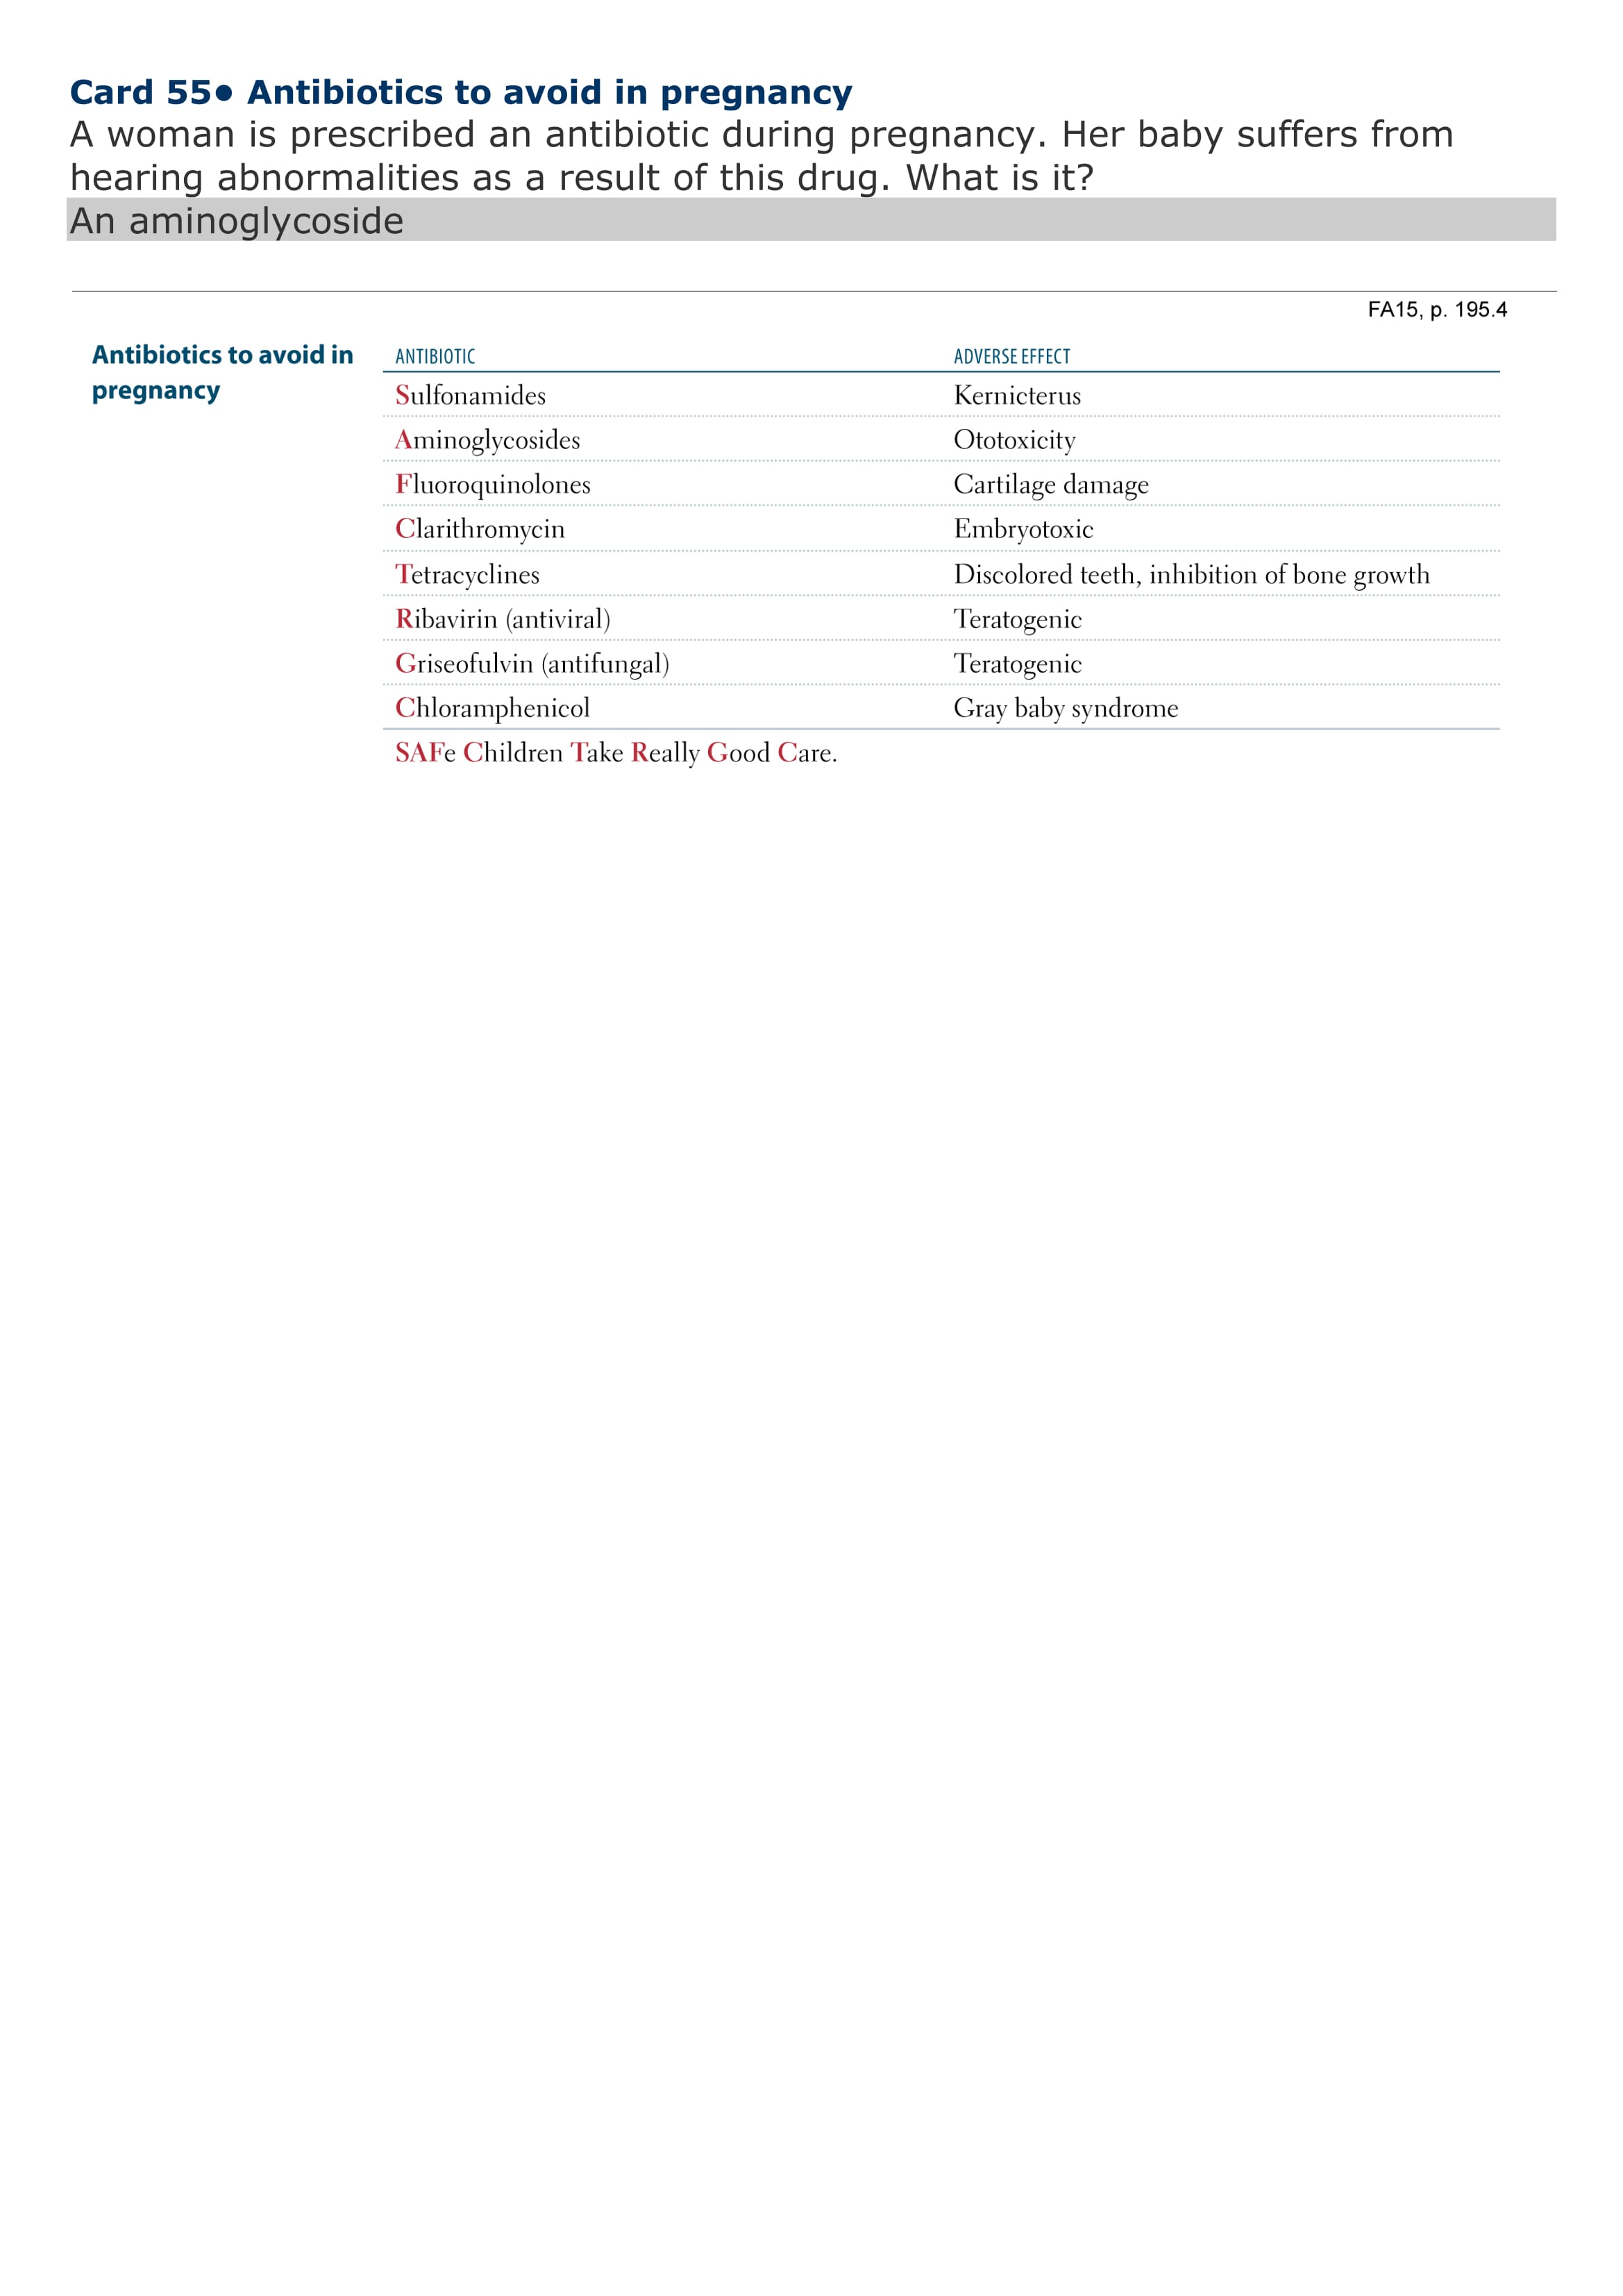 Card 55• Antibiotics to avoid in pregnancy
A woman is prescribed an antibiotic during pregnancy. Her baby suffers from
hearing abnormalities as a result of this drug. What is it?
An aminoglycoside
FA15, p. 195.4
Antibiotics to avoid in pregnancy
ANTIBIOTIC ADVERSE EFFECT
Sulfonamides Kernicterus
Aminoglycosides Ototoxicity
Fluoroquinolones Cartilage damage
Clarithromycin Embryotoxic
Tetracyclines Discolored teeth, inhibition of bone growth
Ribavirin (antiviral) Teratogenic
Griseofulvin (antifungal) Teratogenic
Chloramphenicol Gray baby syndrome
SAFe Children Take Really Good Care.